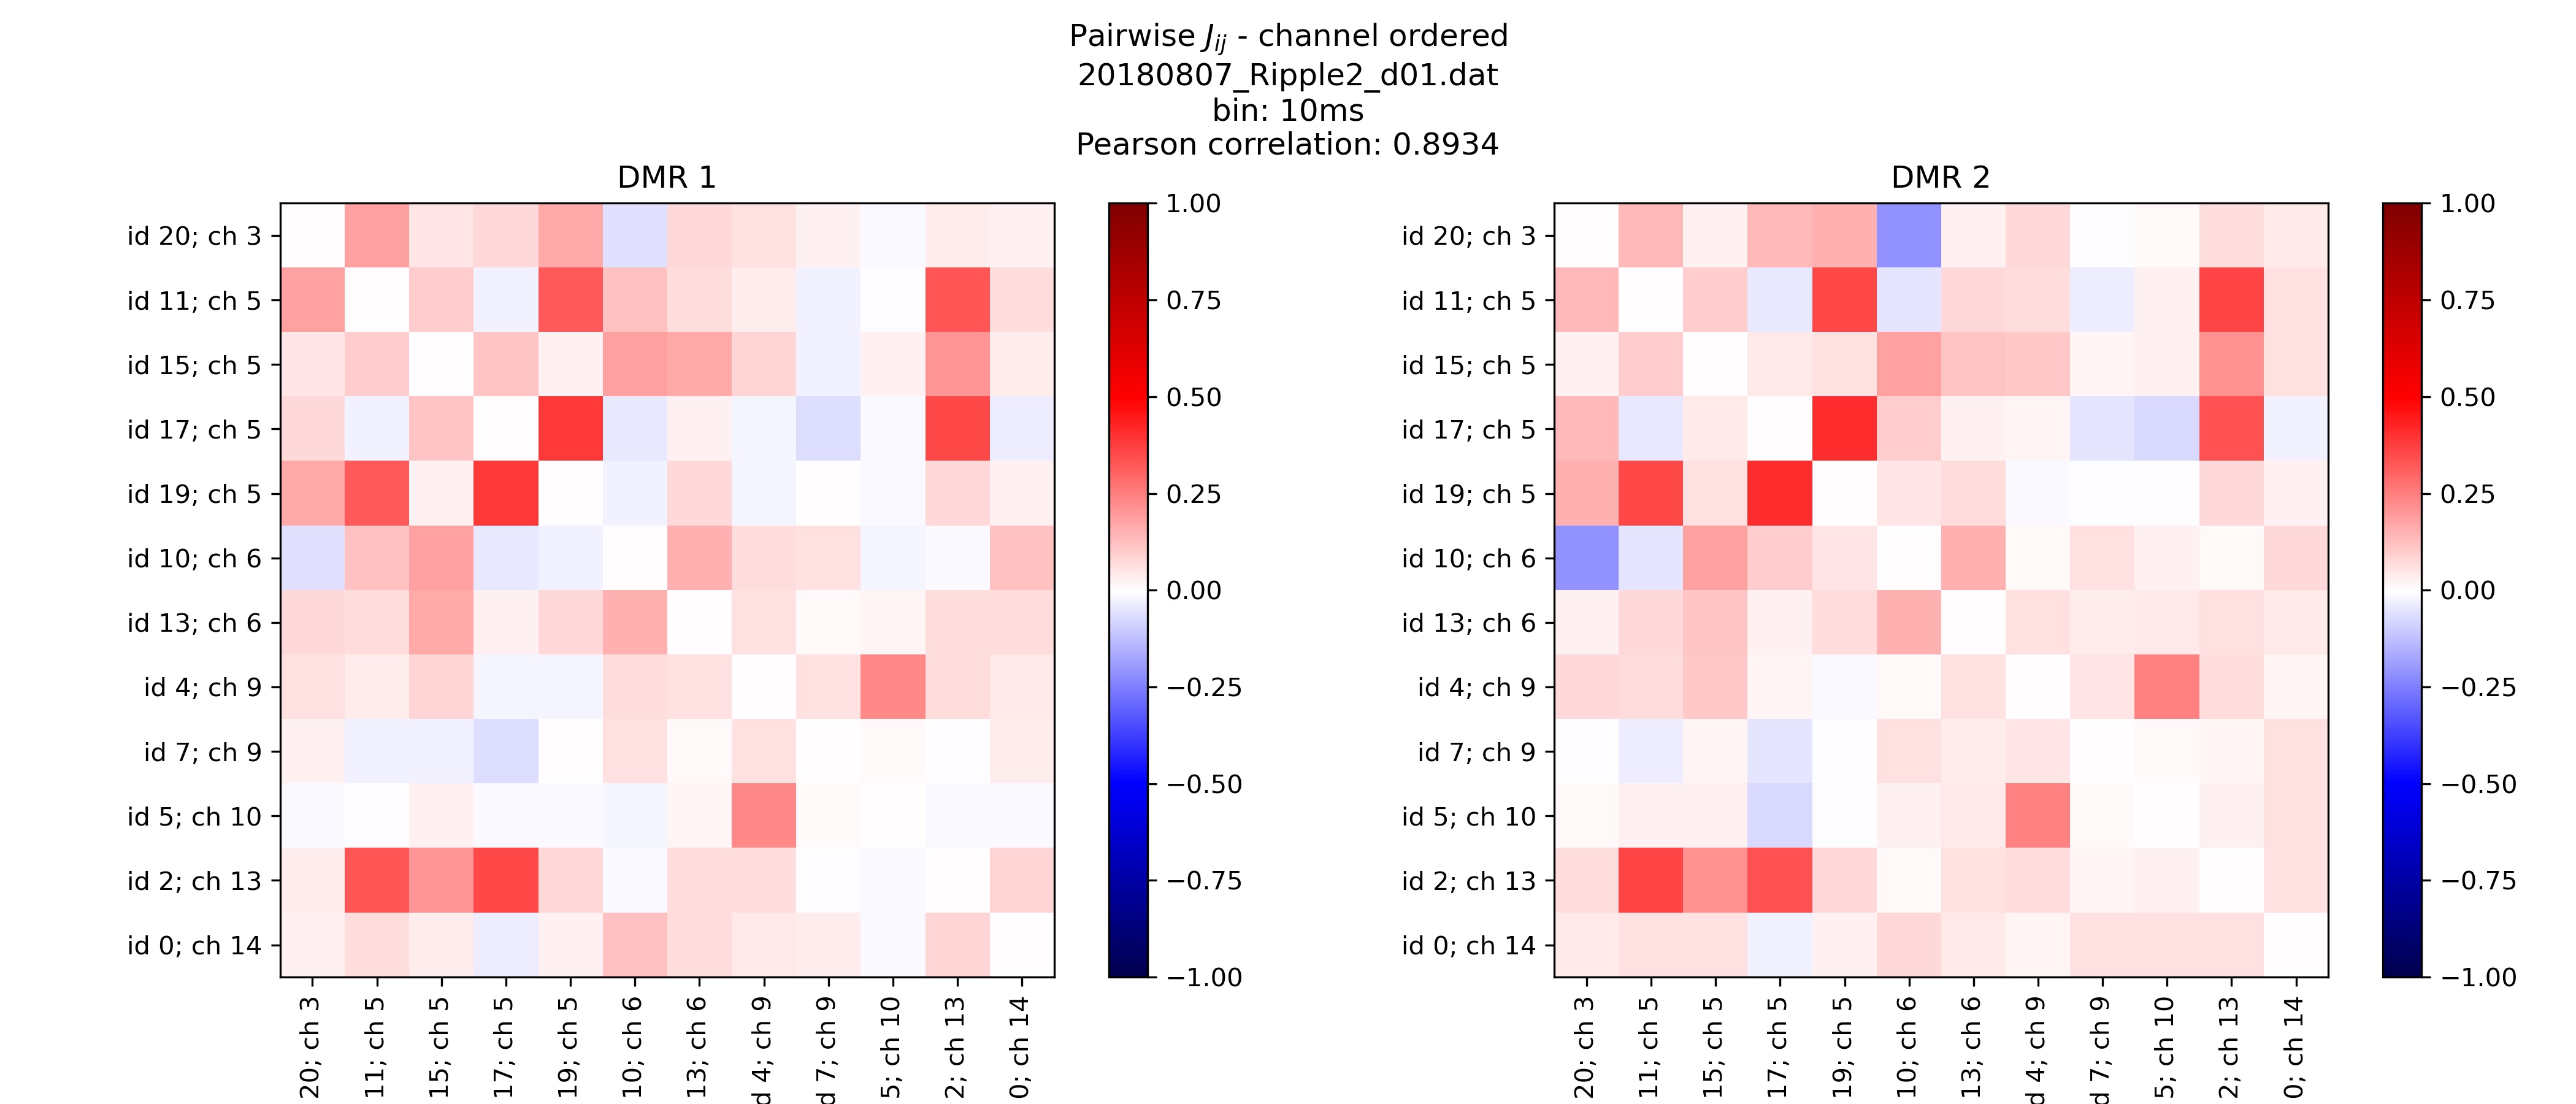 Pairwise J_ij - channel ordered
20180807_Ripple2_d01.dat
bin: 10ms
Pearson correlation: 0.8934
DMR 1
id 20; ch 3
id 11; ch 5
id 15; ch 5
id 17; ch 5
id 19; ch 5
id 10; ch 6
id 13; ch 6
id 4; ch 9
id 7; ch 9
id 5; ch 10
id 2; ch 13
id 0; ch 14
20; ch 3
11; ch 5
15; ch 5
17; ch 5
19; ch 5
10; ch 6
13; ch 6
d 4; ch 9
d 7; ch 9
5; ch 10
2; ch 13
0; ch 14
1.00
0.75
0.50
0.25
0.00
−0.25
−0.50
−0.75
−1.00
DMR 2
id 20; ch 3
id 11; ch 5
id 15; ch 5
id 17; ch 5
id 19; ch 5
id 10; ch 6
id 13; ch 6
id 4; ch 9
id 7; ch 9
id 5; ch 10
id 2; ch 13
id 0; ch 14
20; ch 3
11; ch 5
15; ch 5
17; ch 5
19; ch 5
10; ch 6
13; ch 6
d 4; ch 9
d 7; ch 9
5; ch 10
2; ch 13
0; ch 14
1.00
0.75
0.50
0.25
0.00
−0.25
−0.50
−0.75
−1.00